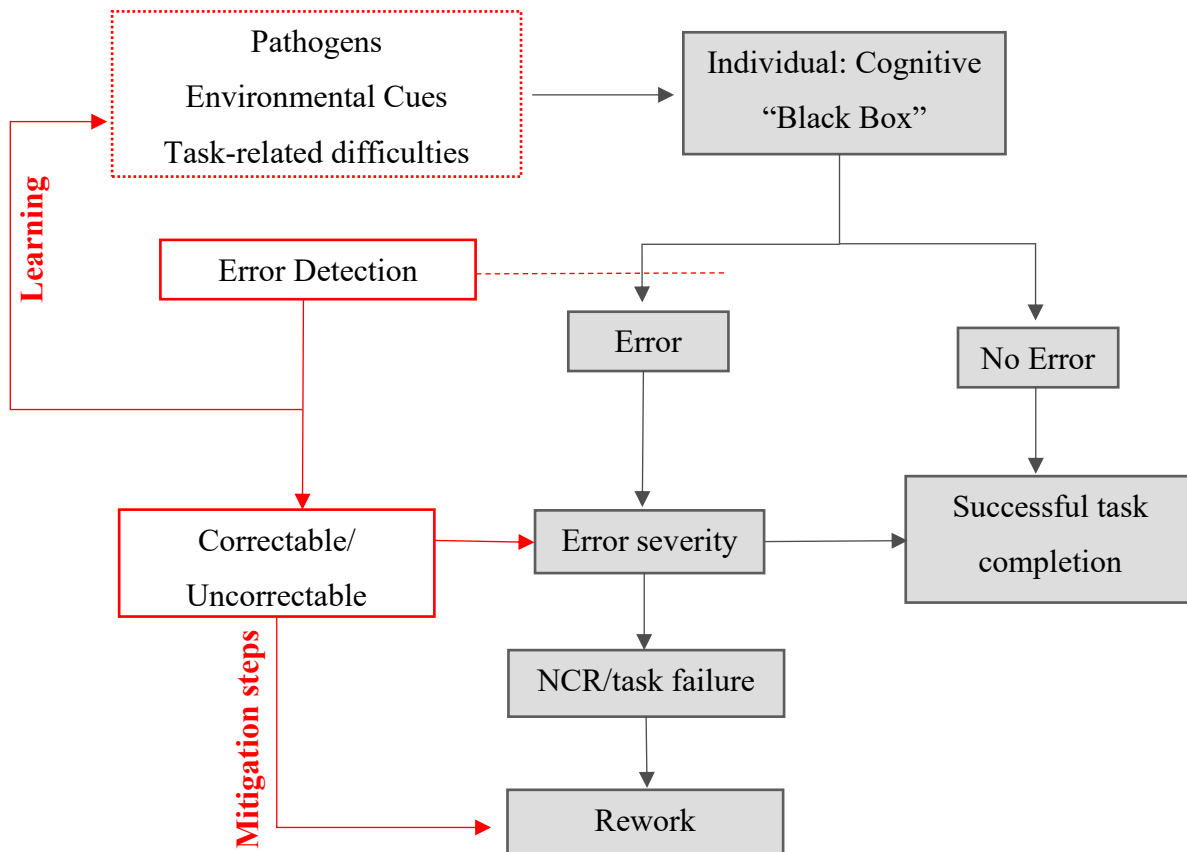 Pathogens
Environmental Cues
Task-related difficulties
Individual: Cognitive
“Black Box”
Learning
Error Detection
Error
No Error
Correctable/
Uncorrectable
Error severity
Successful task
completion
Mitigation steps
NCR/task failure
Rework